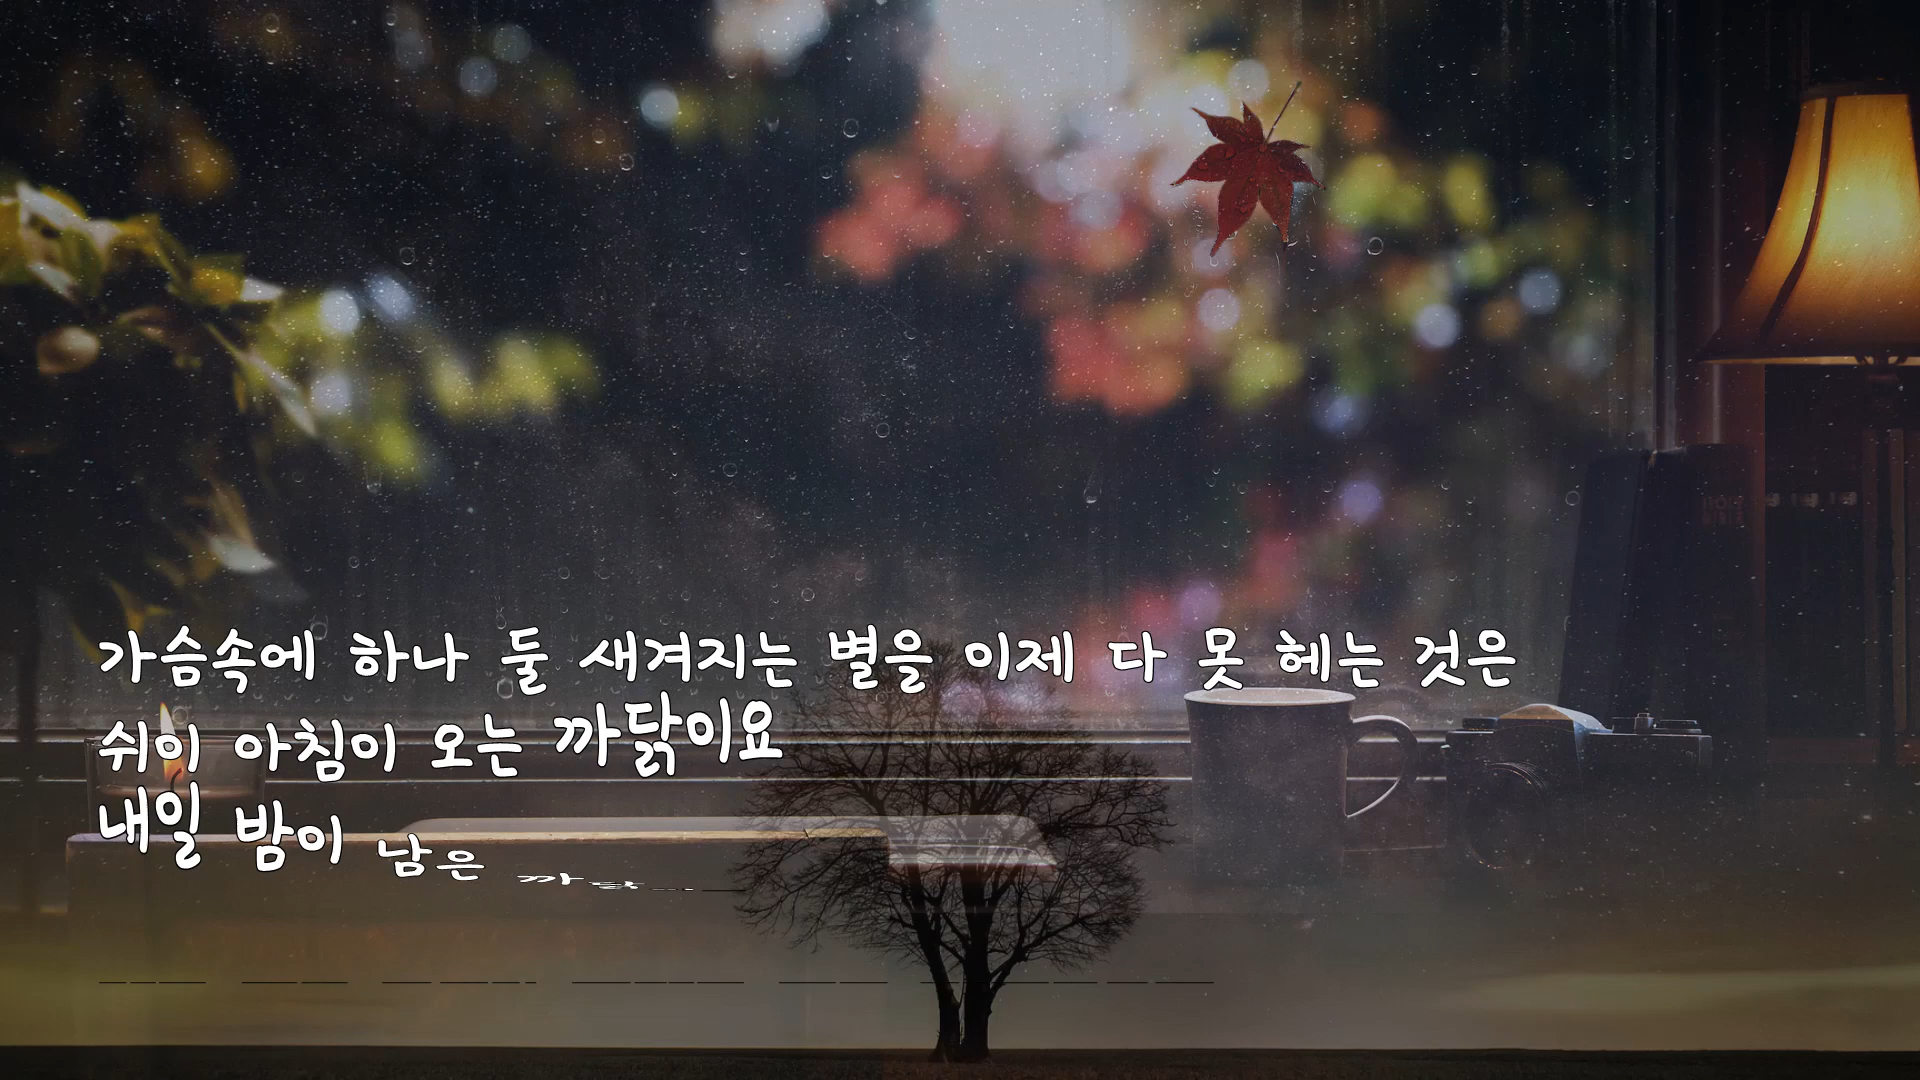 가슴속에 하나 둘 새겨지는 별을 이제 다 못 헤는 것은
쉬이 아침이 오는 까닭이요
내일 밤이 남은